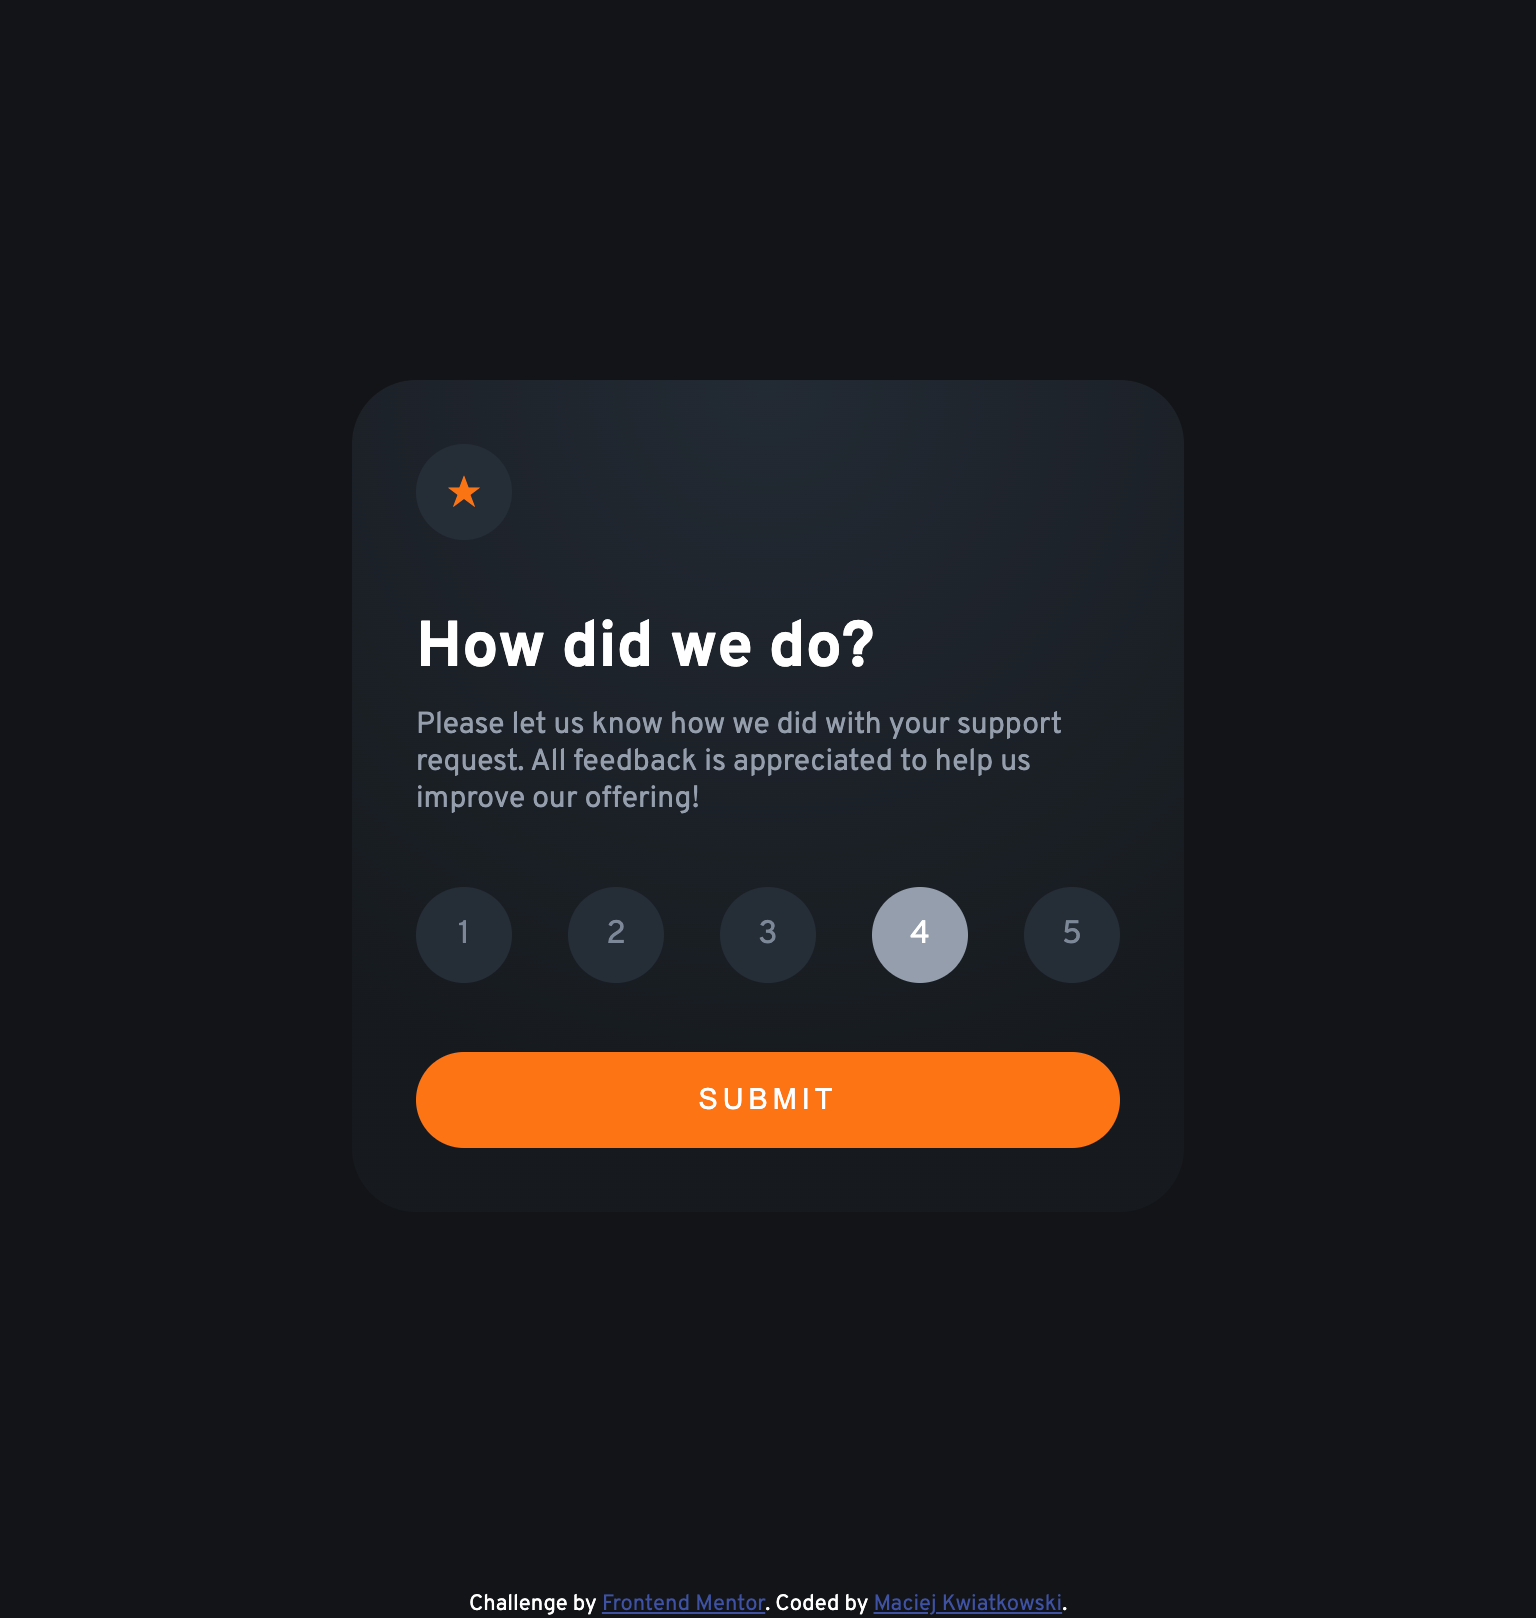 How did we do?
Please let us know how we did with your support
request. All feedback is appreciated to help us
improve our offering!
1 2 3 4 5
SUBMIT
Challenge by Frontend Mentor. Coded by Maciej Kwiatkowski.